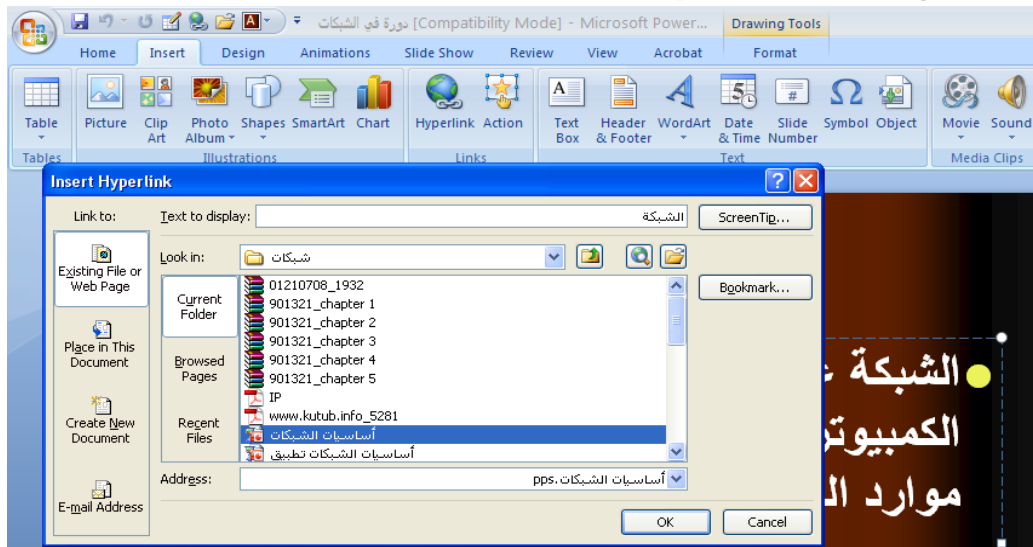 دورة في الشبكات [Compatibility Mode] - Microsoft Power... Drawing Tools
Home Insert Design Animations Slide Show Review View Acrobat Format
Table Picture Clip Art Photo Album Shapes SmartArt Chart Hyperlink Action Text Box Header & Footer WordArt Date & Time Slide Number Symbol Object Movie Sound
Tables Illustrations Links Text Media Clips
Insert Hyperlink
Link to: Text to display: الشبكة ScreenTip...
Existing File or Web Page
Look in: شبكات
Bookmark...
Current Folder
01210708_1932
901321_chapter 1
901321_chapter 2
901321_chapter 3
Place in This Document
Browsed Pages
901321_chapter 4
901321_chapter 5
IP
Create New Document
Recent Files
www.kutub.info_5281
أساسيات الشبكات
أساسيات الشبكات تطبيق
E-mail Address
Address: أساسيات الشبكات.pps
OK Cancel
الشبكة
الكمبيوتر
موارد